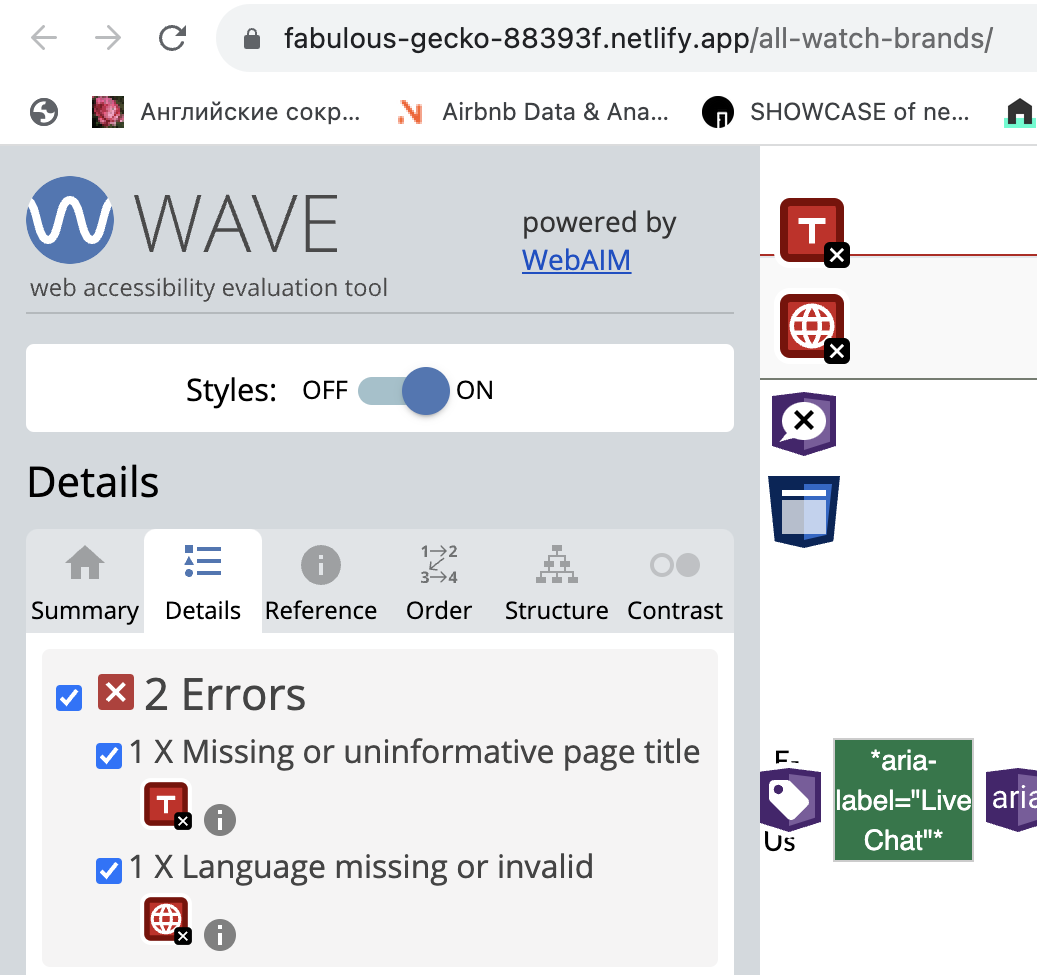 fabulous-gecko-88393f.netlify.app/all-watch-brands/
Английские сокр...
Airbnb Data & Ana...
SHOWCASE of ne...
WAVE
powered by
WebAIM
web accessibility evaluation tool
Styles: OFF ON
Details
1 2
3 4
Summary Details Reference Order Structure Contrast
2 Errors
1 X Missing or uninformative page title
T
1 X Language missing or invalid
T
*aria-
label="Live
Chat"*
Us